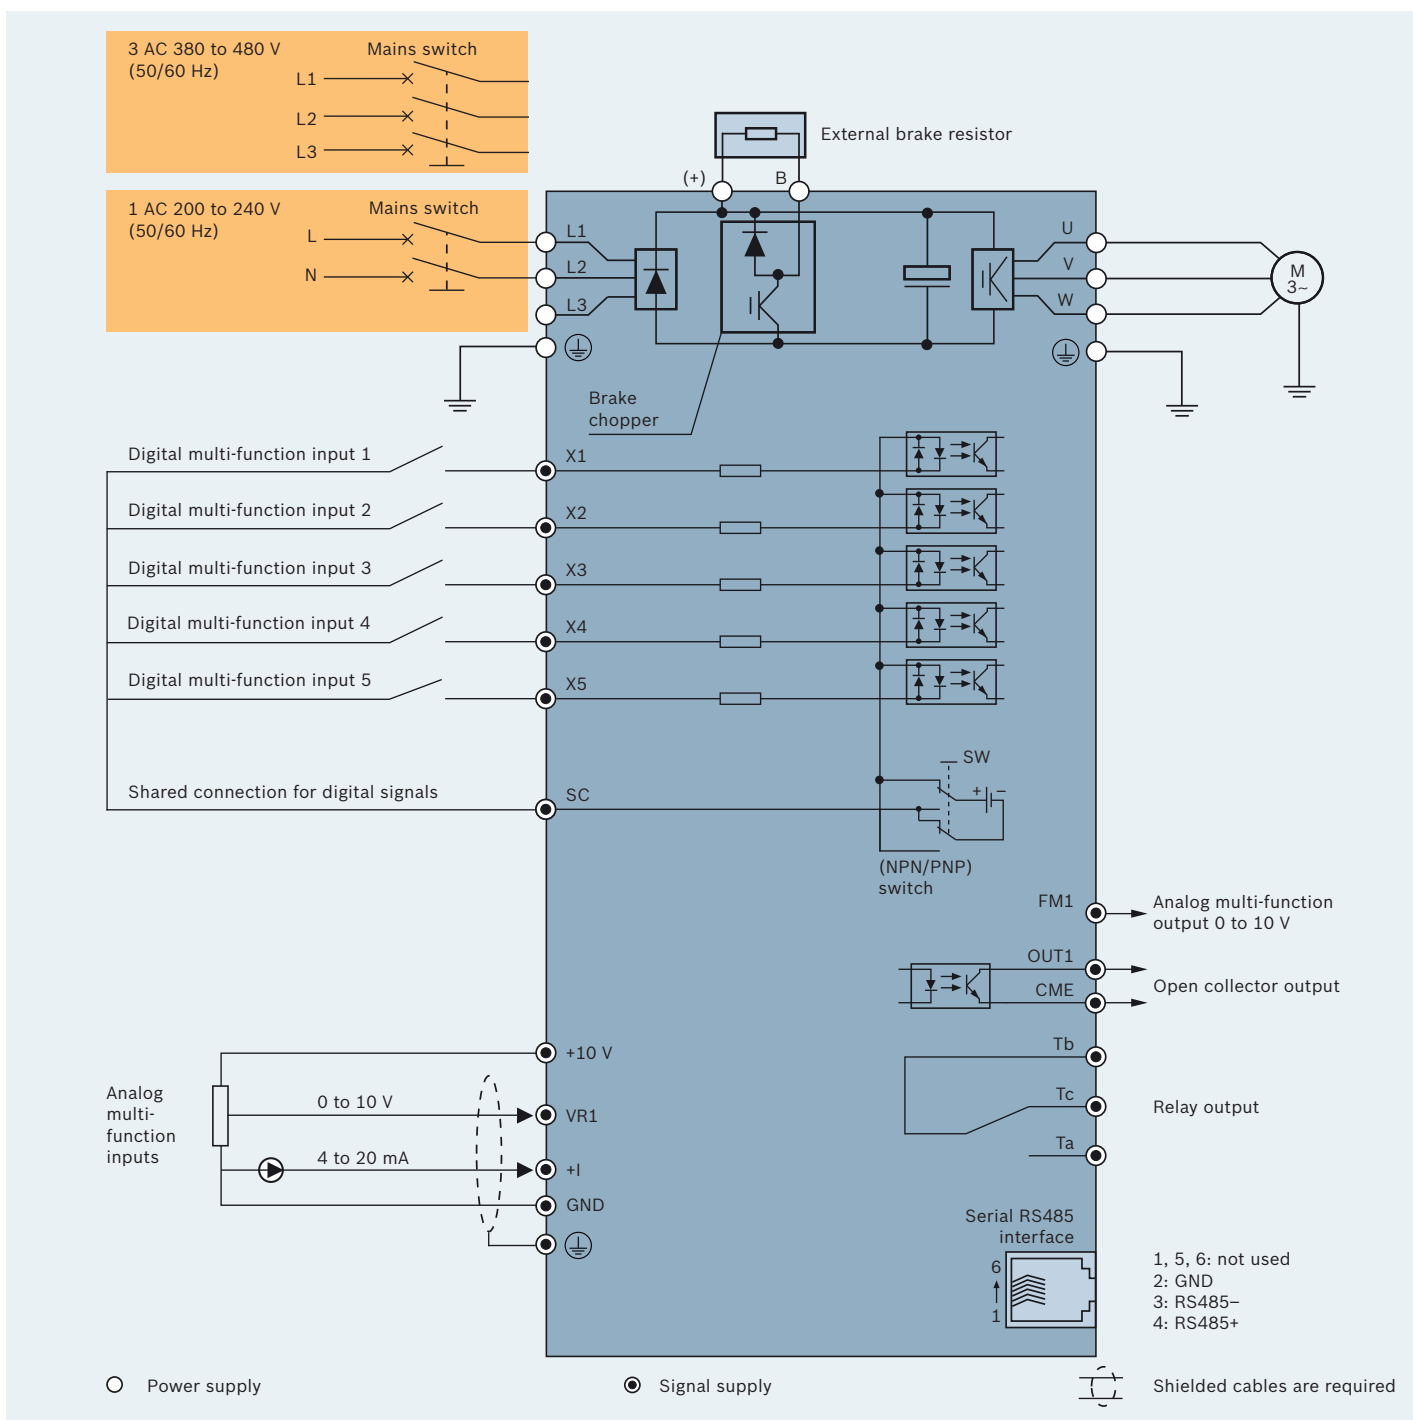 3 AC 380 to 480 V
(50/60 Hz)
Mains switch
L1
L2
L3
1 AC 200 to 240 V
(50/60 Hz)
Mains switch
L
N
External brake resistor
(+)
B
L1
L2
L3
U
V
W
M
3~
Brake
chopper
Digital multi-function input 1
X1
Digital multi-function input 2
X2
Digital multi-function input 3
X3
Digital multi-function input 4
X4
Digital multi-function input 5
X5
SW
+
–
Shared connection for digital signals
SC
(NPN/PNP)
switch
FM1
Analog multi-function
output 0 to 10 V
OUT1
CME
Open collector output
Tb
Tc
Ta
Relay output
+10 V
Analog
multi-
function
inputs
0 to 10 V
VR1
4 to 20 mA
+I
GND
Serial RS485
interface
6
1
1, 5, 6: not used
2: GND
3: RS485–
4: RS485+
Power supply
Signal supply
Shielded cables are required